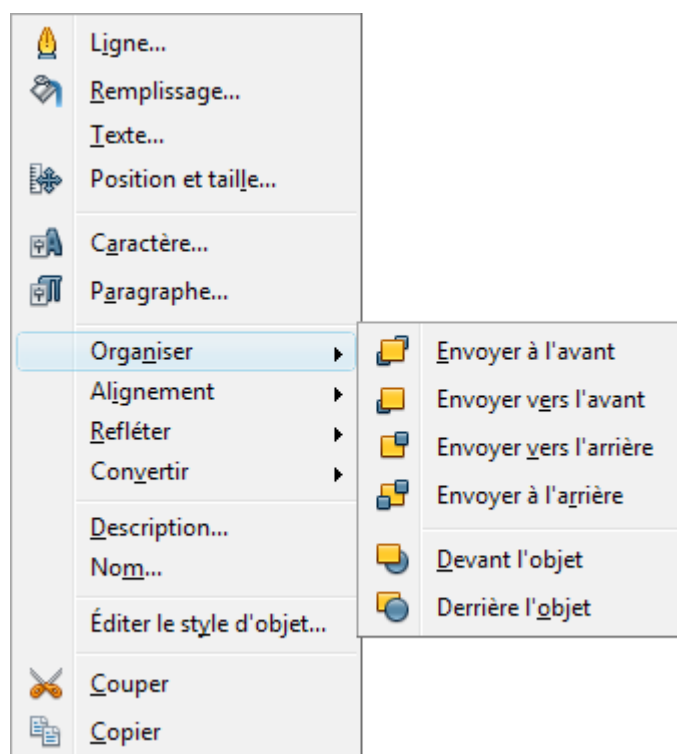 Ligne...
Remplissage...
Texte...
Position et taille...
Caractère...
Paragraphe...
Organiser
Alignement
Refléter
Convertir
Description...
Nom...
Éditer le style d'objet...
Couper
Copier
Envoyer à l'avant
Envoyer vers l'avant
Envoyer vers l'arrière
Envoyer à l'arrière
Devant l'objet
Derrière l'objet